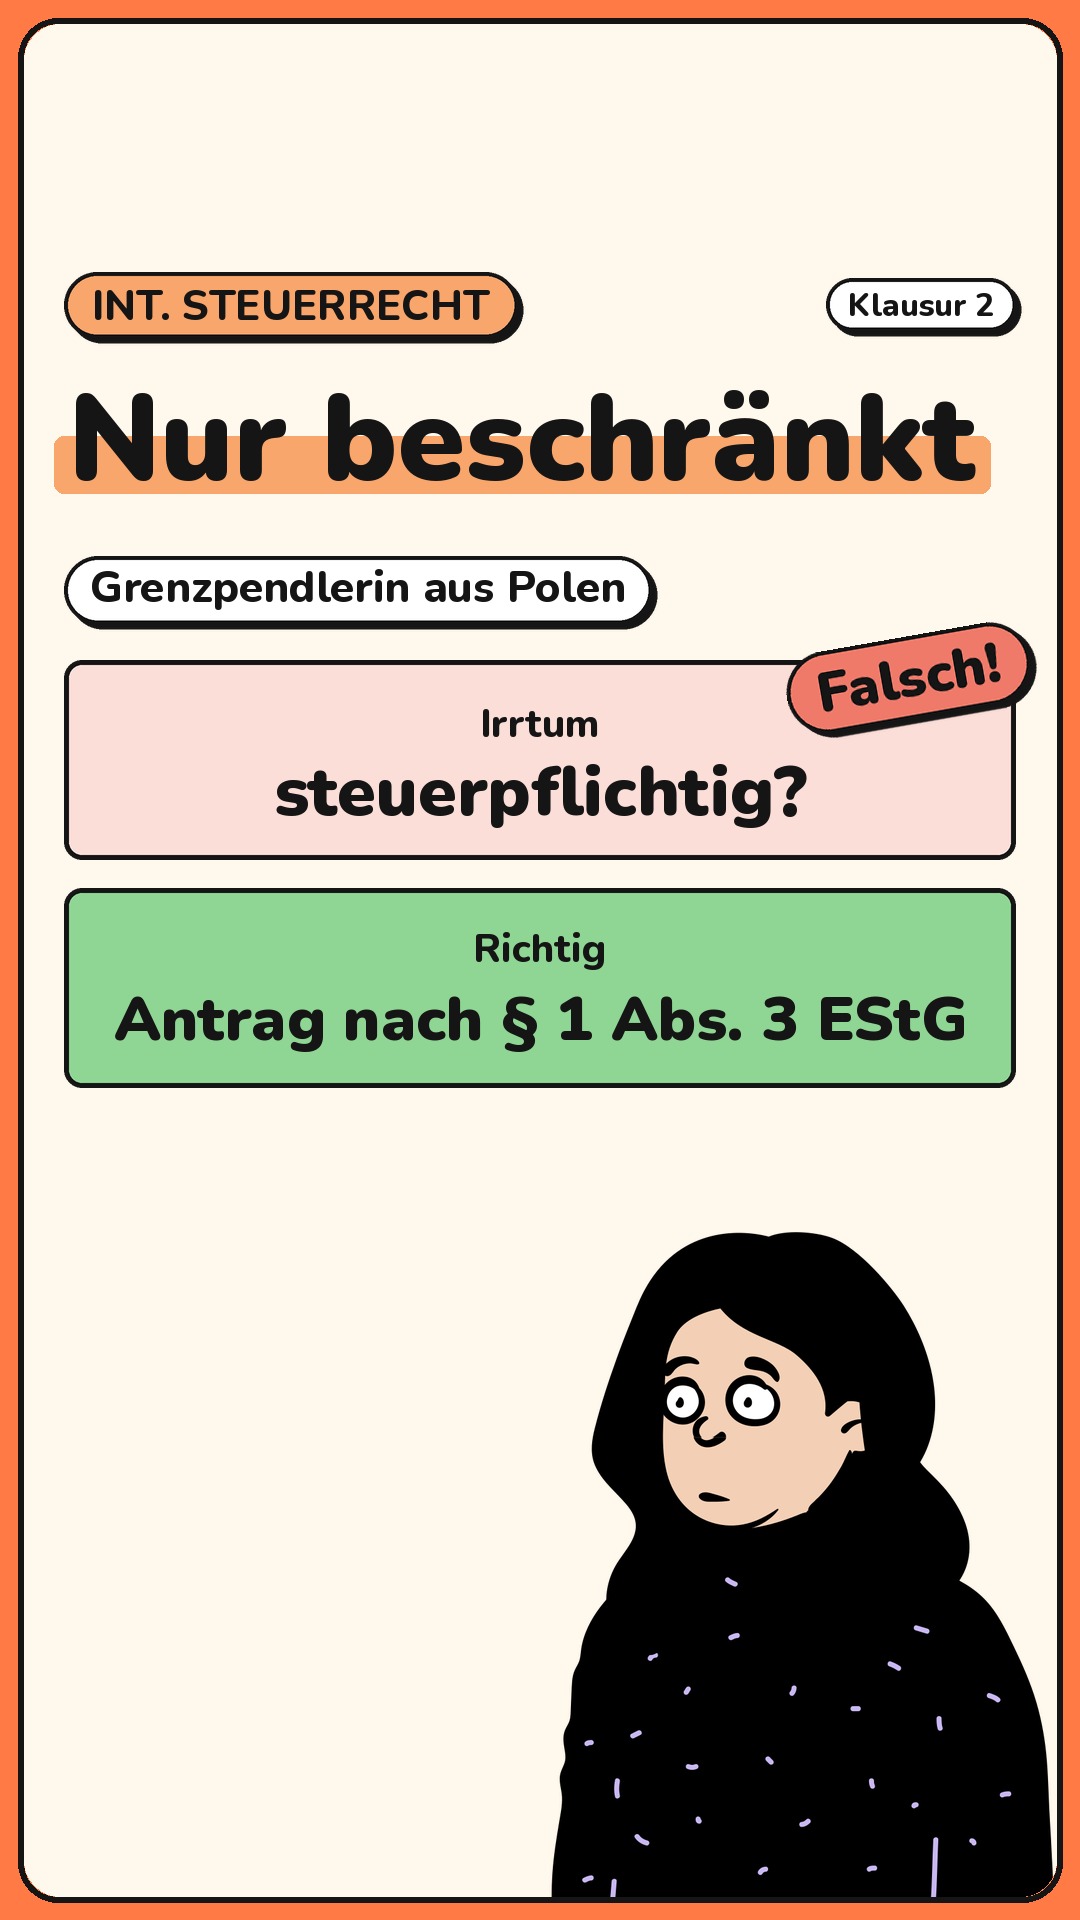 INT. STEUERRECHT
Klausur 2
Nur beschränkt
Grenzpendlerin aus Polen
Falsch!
Irrtum
steuerpflichtig?
Richtig
Antrag nach § 1 Abs. 3 EStG